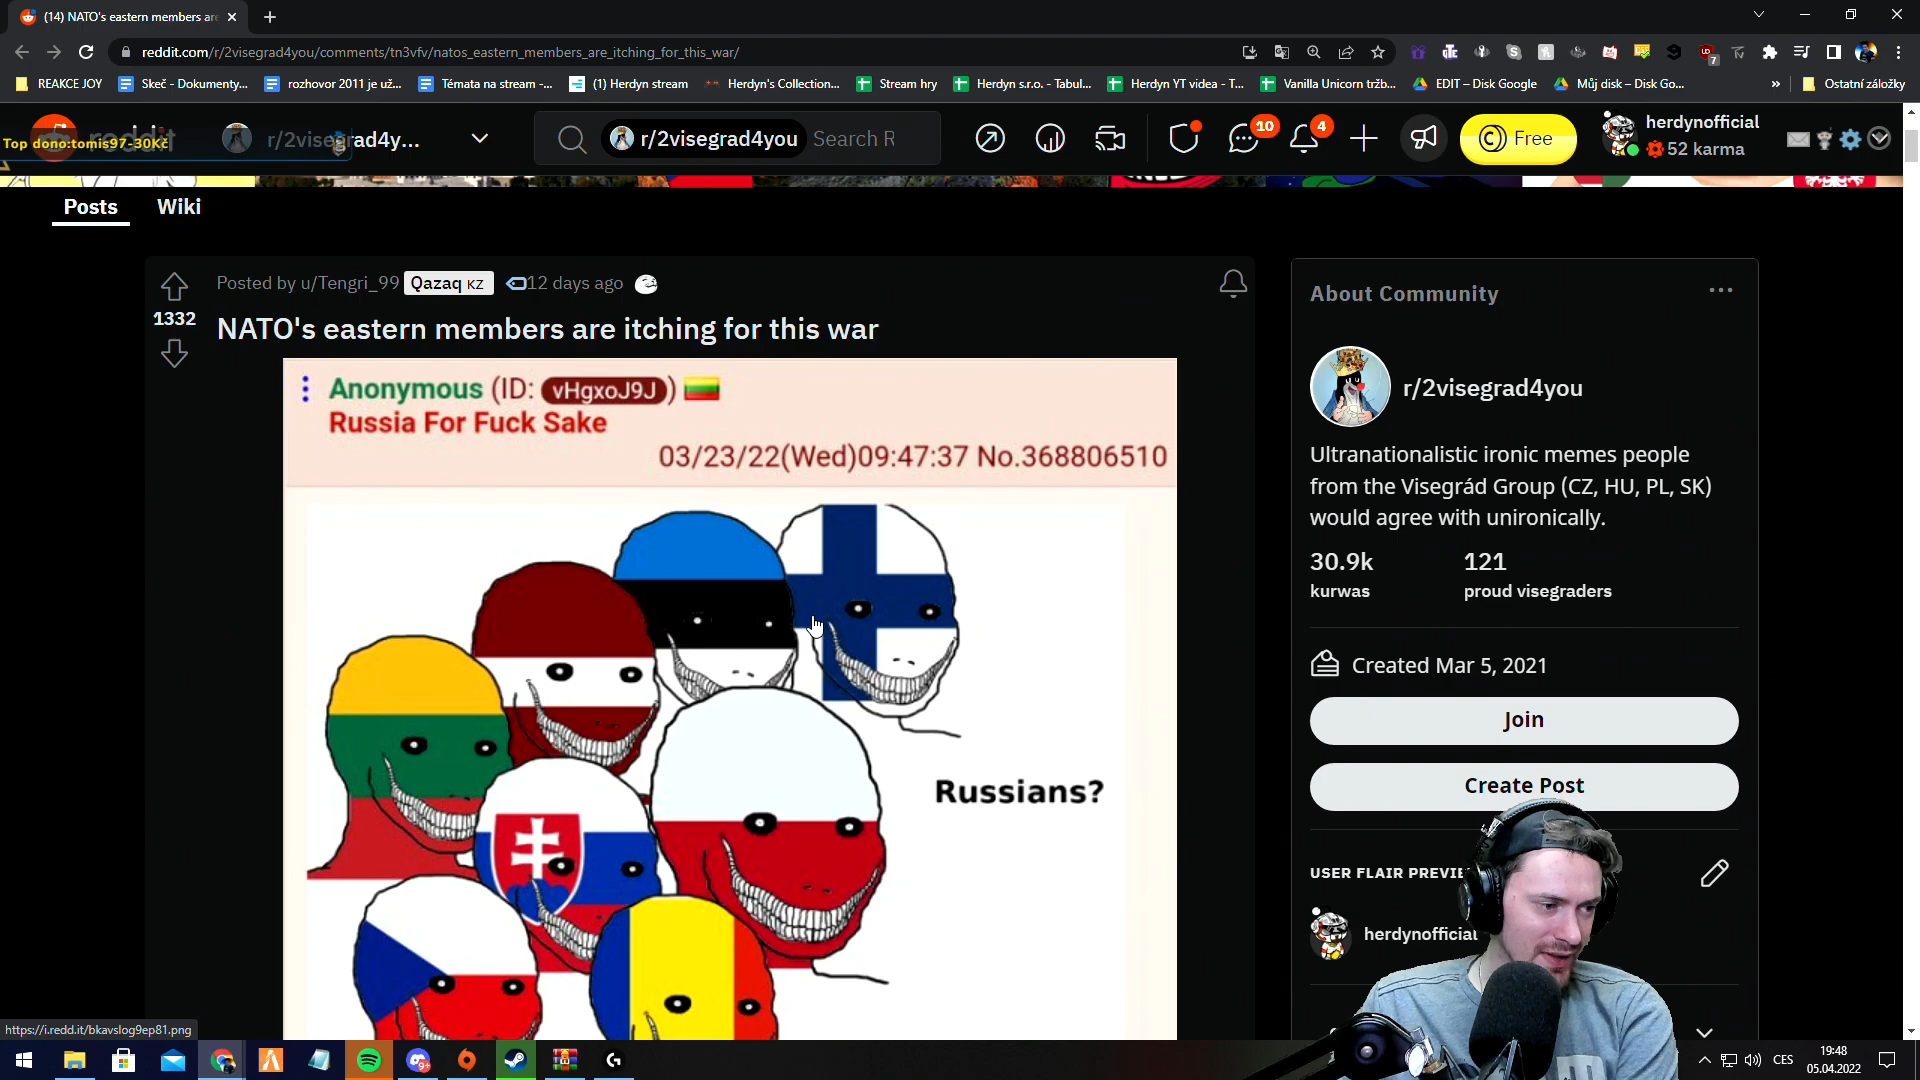 (14) NATO's eastern members are
reddit.com/r/2visegrad4you/comments/tn3vfv/natos_eastern_members_are_itching_for_this_war/
REAKCE JOY
Skeč - Dokumenty...
rozhovor 2011 je už...
Témata na stream -...
(1) Herdyn stream
Herdyn's Collection...
Stream hry
Herdyn s.r.o. - Tabul...
Herdyn YT videa - T...
Vanilla Unicorn tržb...
EDIT – Disk Google
Můj disk – Disk Go...
»
Ostatní záložky
Top dono:tomis97-30Kč
reddit
r/2visegrad4y...
r/2visegrad4you
Search R
10
4
Free
herdynofficial
52 karma
Posts
Wiki
Posted by u/Tengri_99
Qazaq KZ
12 days ago
1332
NATO's eastern members are itching for this war
Anonymous (ID: vHgxoJ9J)
Russia For Fuck Sake
03/23/22(Wed)09:47:37 No.368806510
Russians?
About Community
r/2visegrad4you
Ultranationalistic ironic memes people
from the Visegrád Group (CZ, HU, PL, SK)
would agree with unironically.
30.9k
121
kurwas
proud visegraders
Created Mar 5, 2021
Join
Create Post
USER FLAIR PREVIE
herdynofficial
https://i.redd.it/bkavslog9ep81.png
9+
CES
19:48
05.04.2022